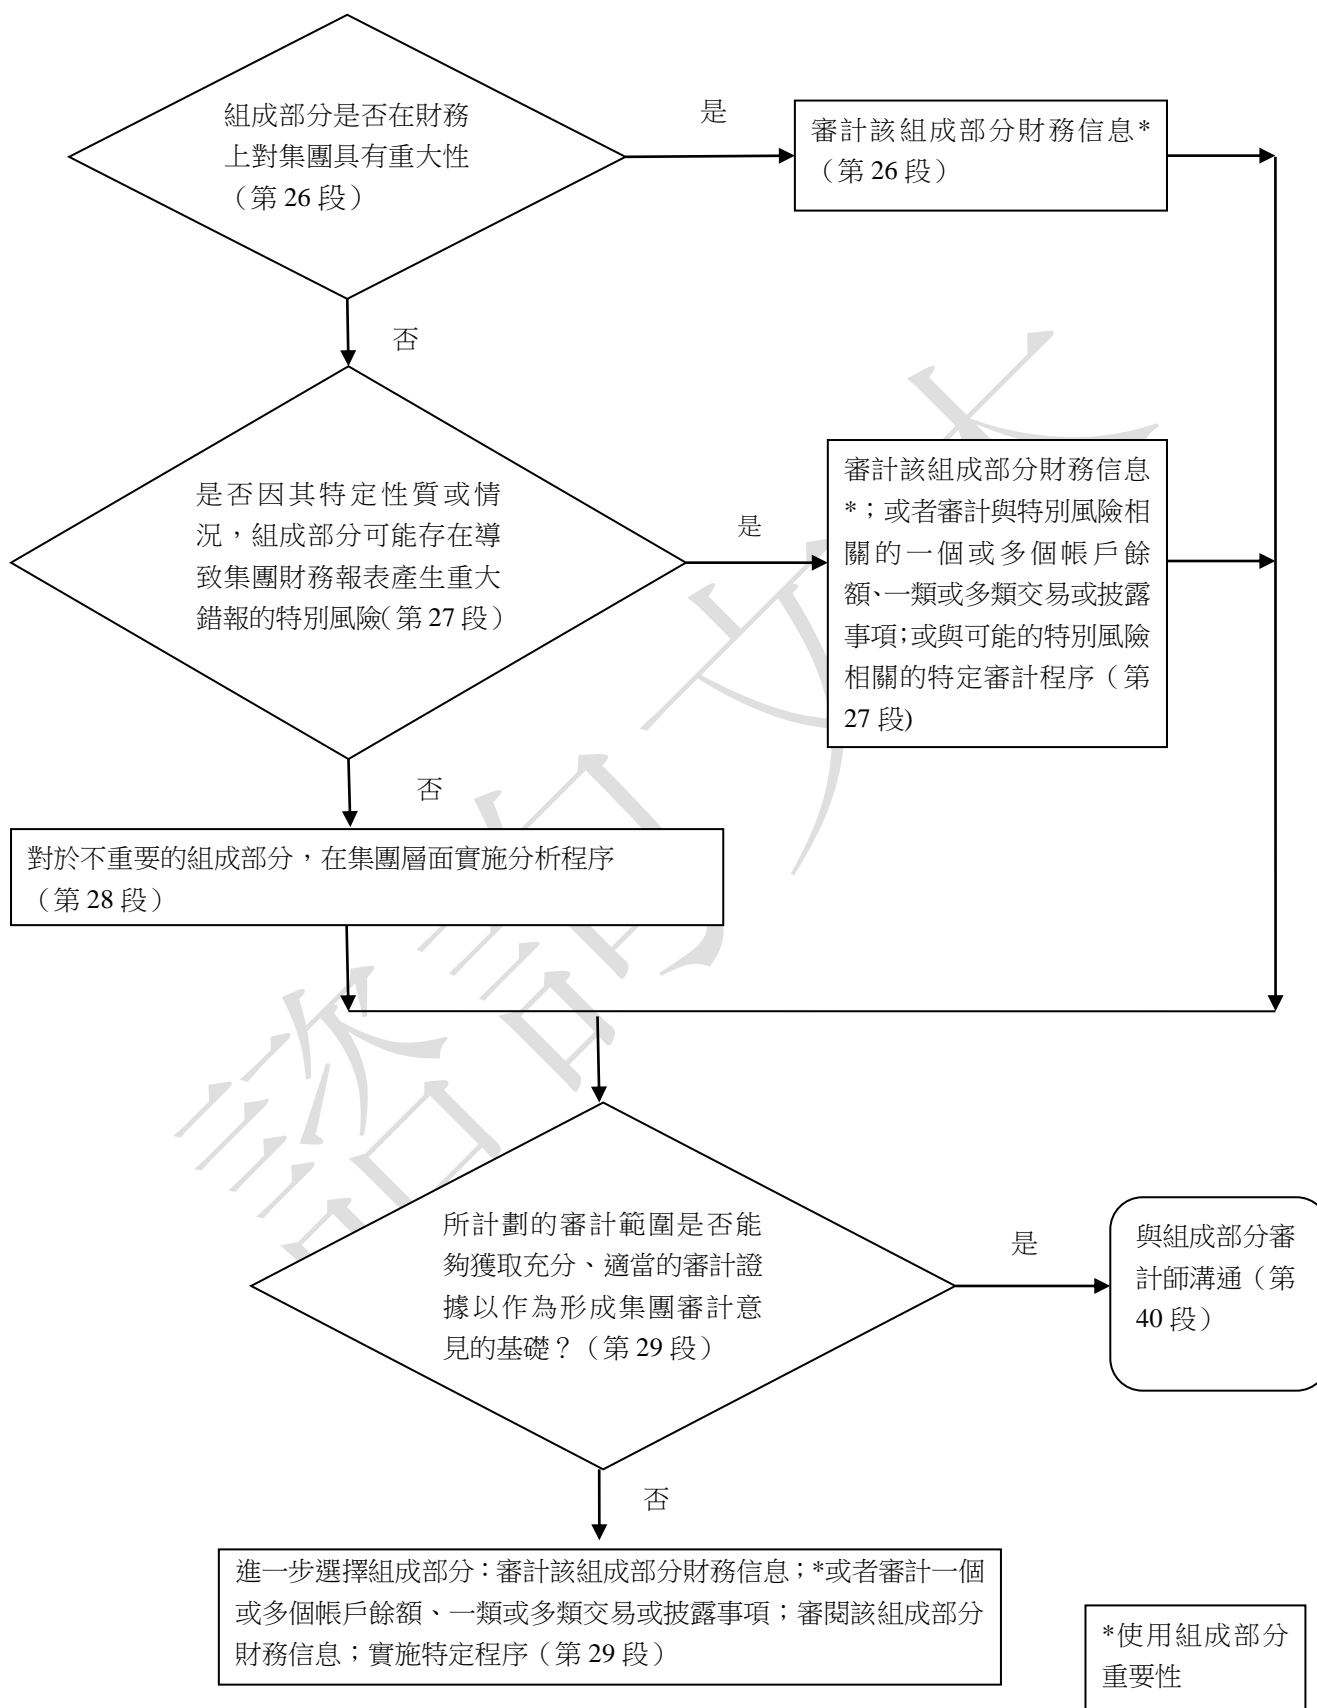 組成部分是否在財務
上對集團具有重大性
（第 26 段）
是
審計該組成部分財務信息*
（第 26 段）
否
是否因其特定性質或情
況，組成部分可能存在導
致集團財務報表產生重大
錯報的特別風險（第 27 段）
是
審計該組成部分財務信息
*；或者審計與特別風險相
關的一個或多個帳戶餘
額、一類或多類交易或披露
事項；或與可能的特別風險
相關的特定審計程序（第
27 段)
否
對於不重要的組成部分，在集團層面實施分析程序
（第 28 段）
所計劃的審計範圍是否能
夠獲取充分、適當的審計證
據以作為形成集團審計意
見的基礎？（第 29 段）
是
與組成部分審
計師溝通（第
40 段）
否
進一步選擇組成部分：審計該組成部分財務信息；*或者審計一個
或多個帳戶餘額、一類或多類交易或披露事項；審閱該組成部分
財務信息；實施特定程序（第 29 段）
*使用組成部分
重要性
諮詢文本